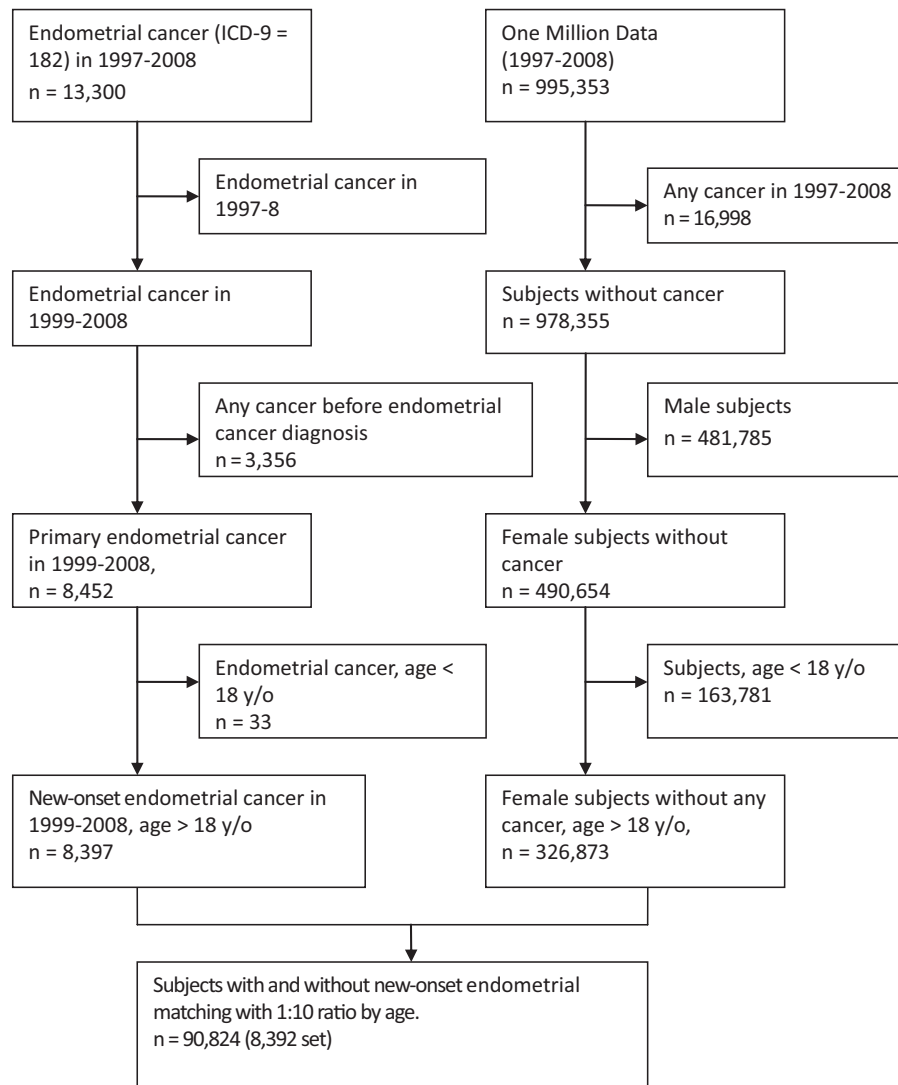 Endometrial cancer (ICD-9 =
182) in 1997-2008
n = 13,300
One Million Data
(1997-2008)
n = 995,353
Endometrial cancer in
1997-8
Any cancer in 1997-2008
n = 16,998
Endometrial cancer in
1999-2008
Subjects without cancer
n = 978,355
Any cancer before endometrial
cancer diagnosis
n = 3,356
Male subjects
n = 481,785
Primary endometrial cancer
in 1999-2008,
n = 8,452
Female subjects without
cancer
n = 490,654
Endometrial cancer, age <
18 y/o
n = 33
Subjects, age < 18 y/o
n = 163,781
New-onset endometrial cancer in
1999-2008, age > 18 y/o
n = 8,397
Female subjects without any
cancer, age > 18 y/o,
n = 326,873
Subjects with and without new-onset endometrial
matching with 1:10 ratio by age.
n = 90,824 (8,392 set)